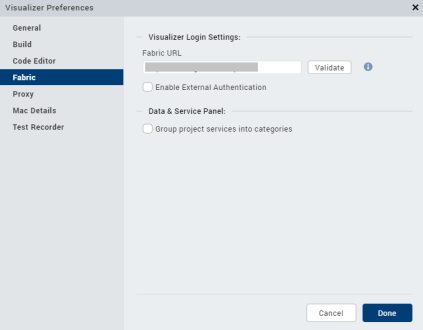 Visualizer Preferences
General
Build
Code Editor
Fabric
Proxy
Mac Details
Test Recorder
Visualizer Login Settings:
Fabric URL
Validate
Enable External Authentication
Data & Service Panel:
Group project services into categories
Cancel
Done